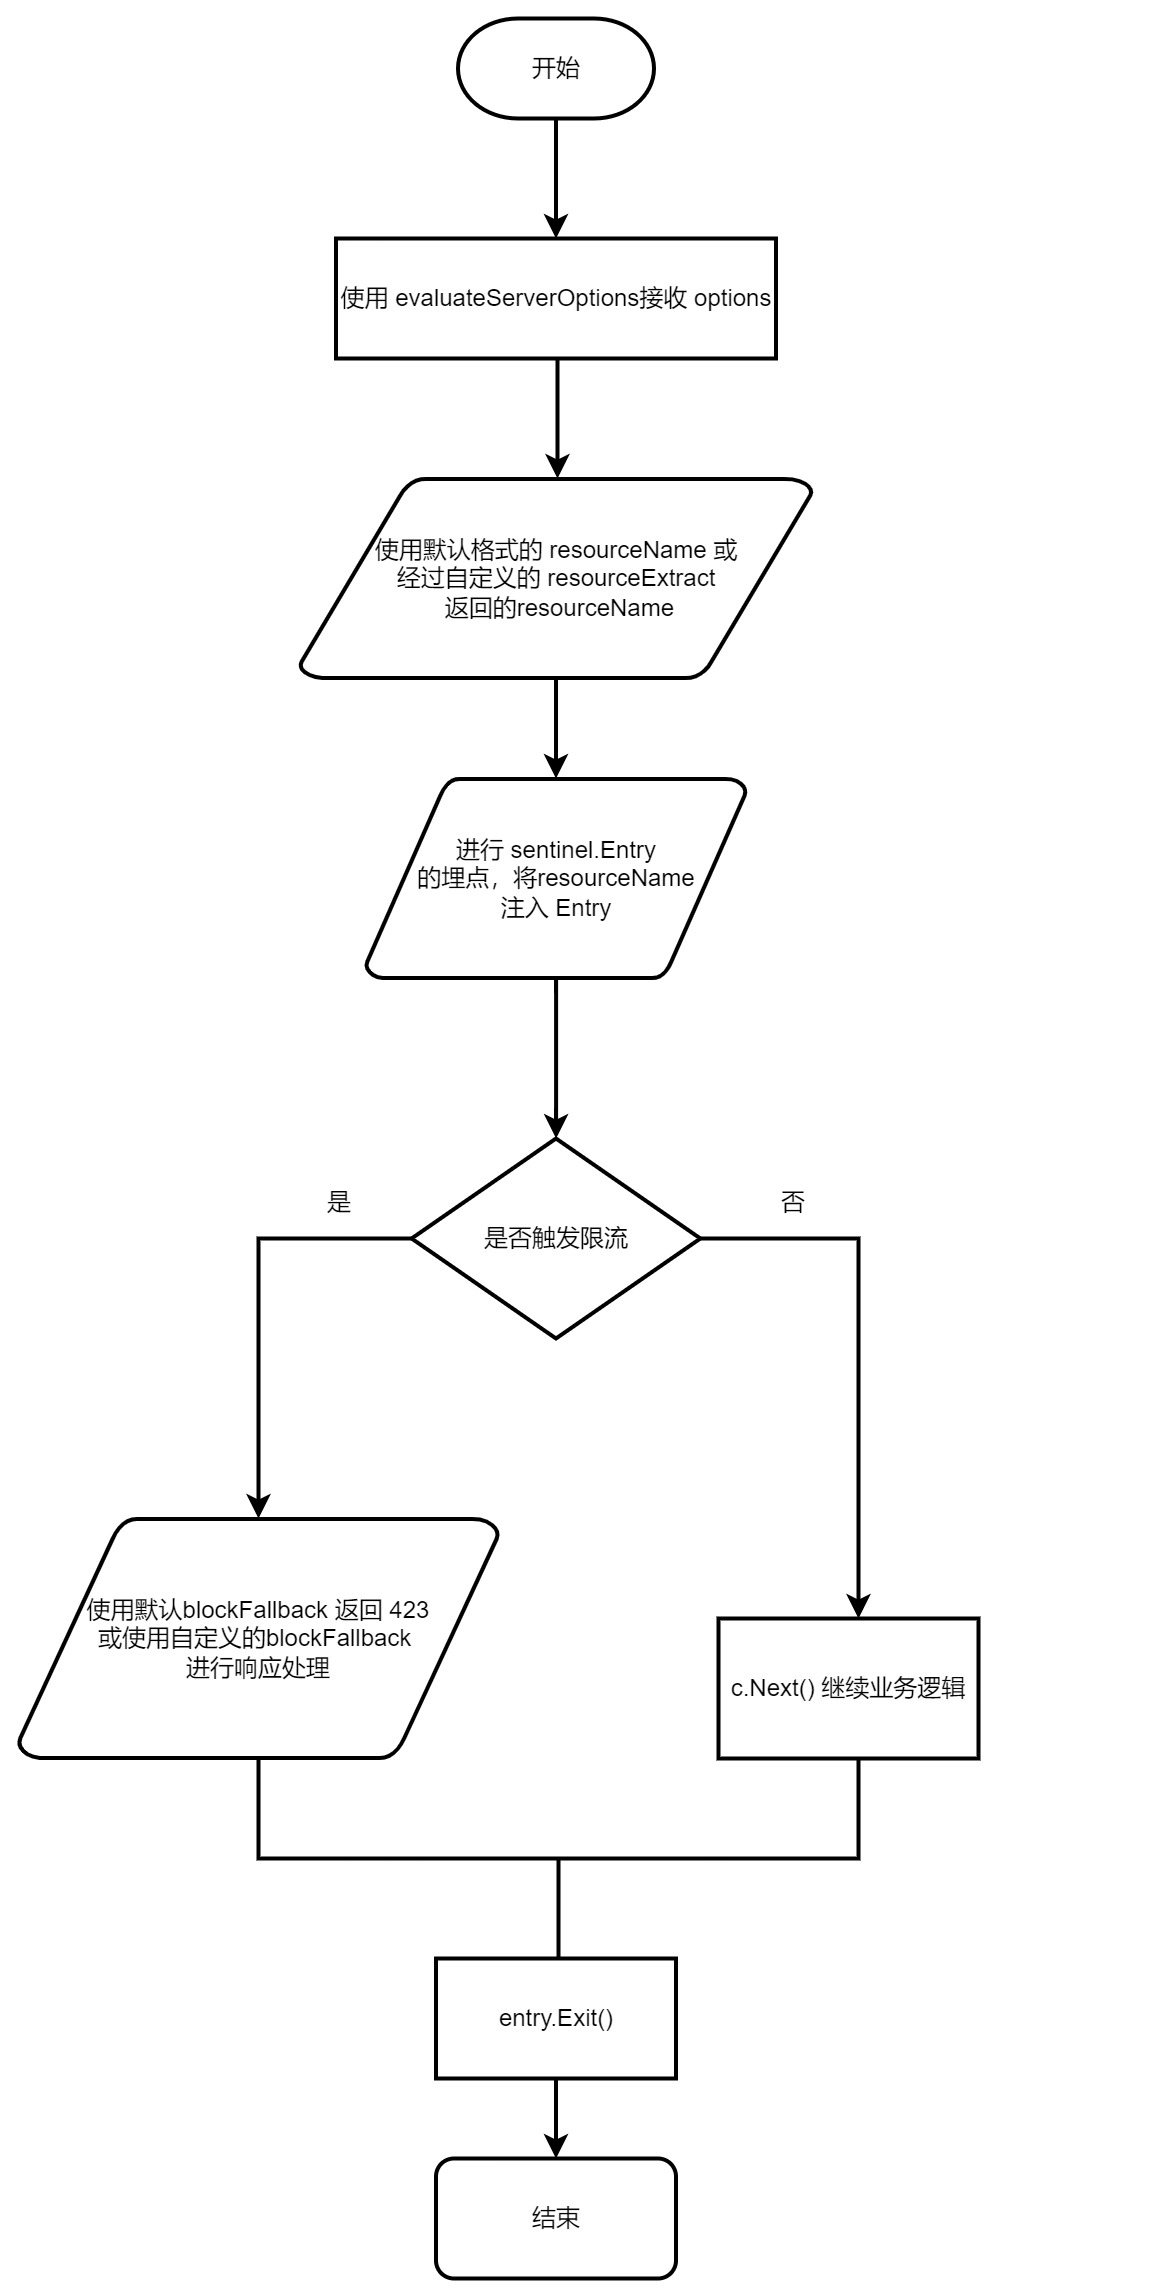 开始
使用 evaluateServerOptions接收 options
使用默认格式的 resourceName 或
经过自定义的 resourceExtract
返回的resourceName
进行 sentinel.Entry
的埋点，将resourceName
注入 Entry
是
否
是否触发限流
使用默认blockFallback 返回 423
或使用自定义的blockFallback
进行响应处理
c.Next() 继续业务逻辑
entry.Exit()
结束